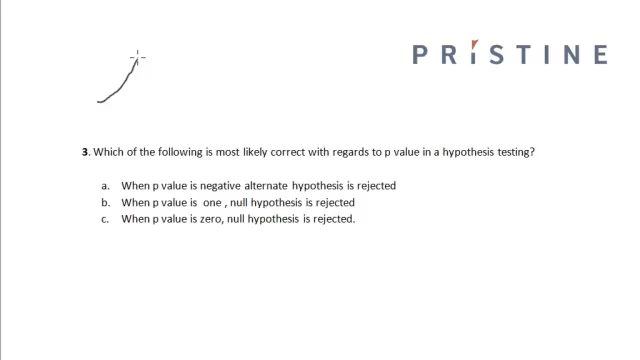 PRiSTINE
3. Which of the following is most likely correct with regards to p value in a hypothesis testing?
a. When p value is negative alternate hypothesis is rejected
b. When p value is  one , null hypothesis is rejected
c. When p value is zero, null hypothesis is rejected.